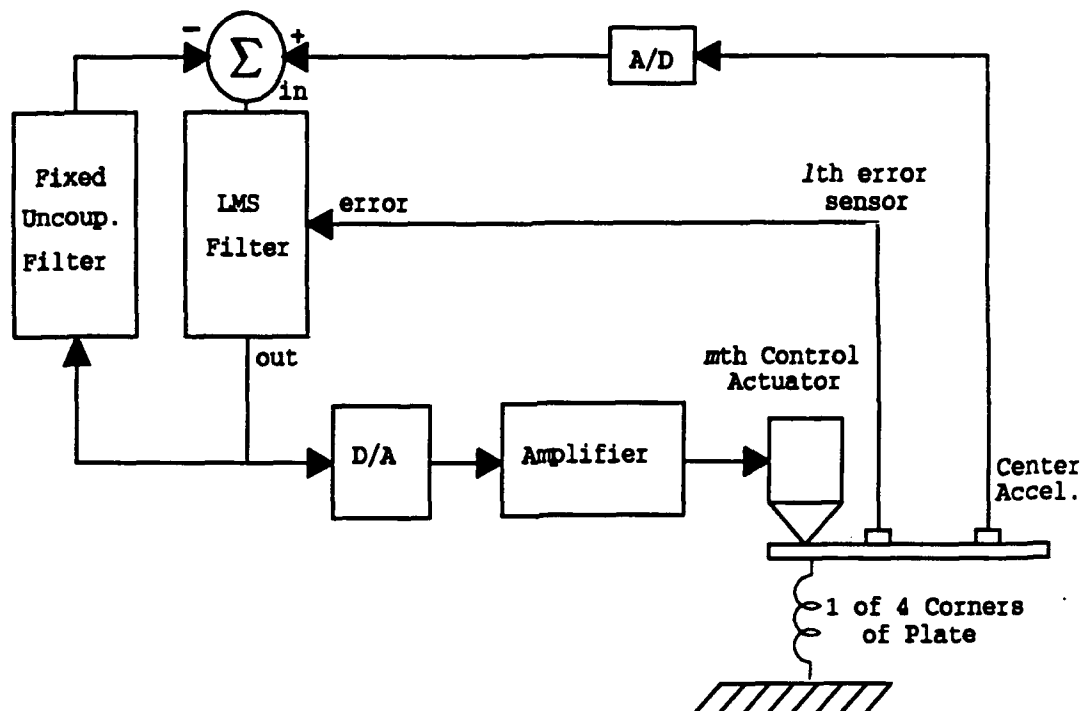 −
+
Σ
in
A/D
Fixed
Uncoup.
Filter
LMS
Filter
error
lth error
sensor
out
mth Control
Actuator
D/A
Amplifier
Center
Accel.
1 of 4 Corners
of Plate